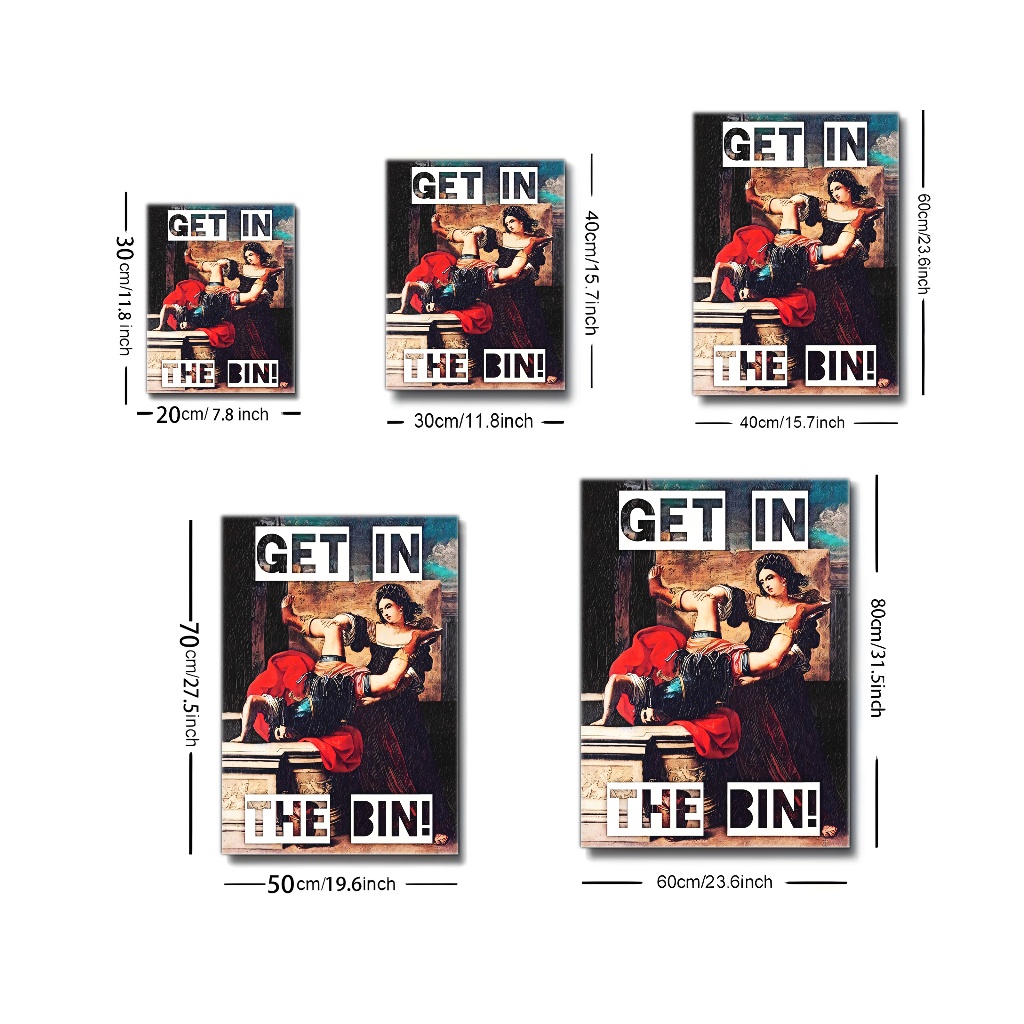 GET IN
THE BIN!
30cm/11.8 inch
20cm/ 7.8 inch
GET IN
THE BIN!
40cm/15.7inch
30cm/11.8inch
GET IN
THE BIN!
60cm/23.6inch
40cm/15.7inch
GET IN
THE BIN!
70cm/27.5inch
50cm/19.6inch
GET IN
THE BIN!
80cm/31.5inch
60cm/23.6inch